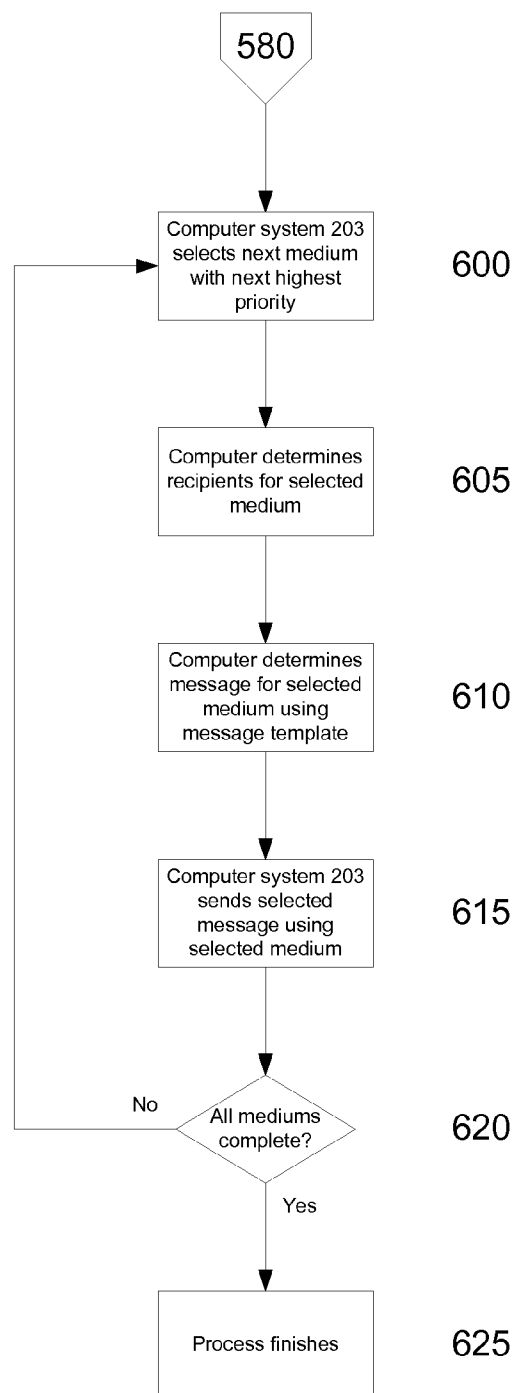 580
Computer system 203
selects next medium
with next highest
priority
600
Computer determines
recipients for selected
medium
605
Computer determines
message for selected
medium using
message template
610
Computer system 203
sends selected
message using
selected medium
615
No
All mediums
complete?
620
Yes
Process finishes
625